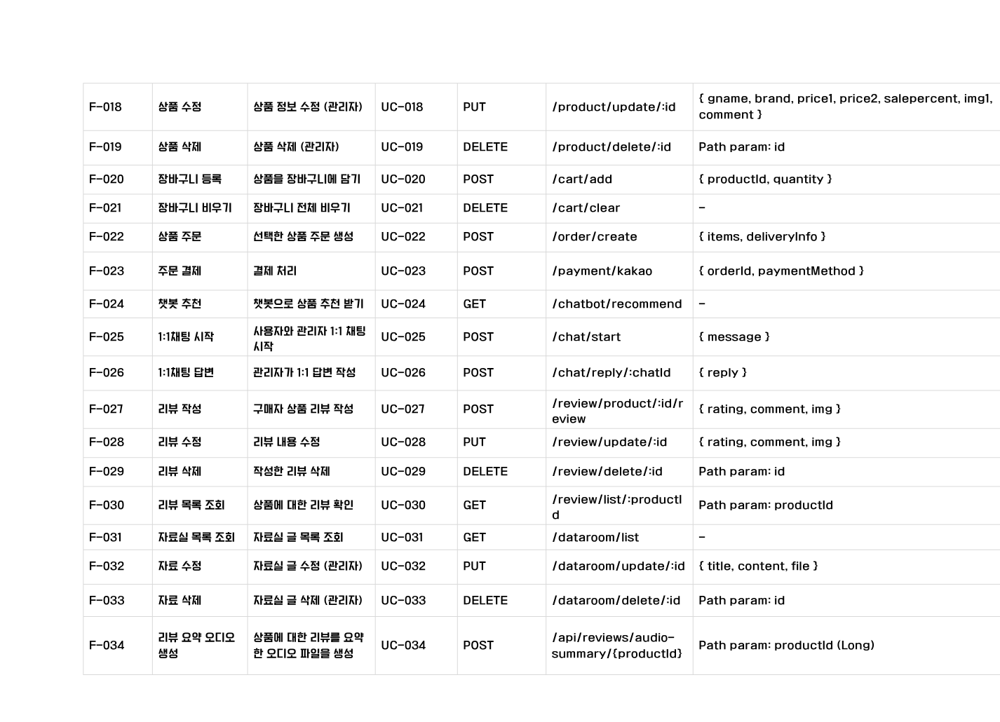 F-018 상품 수정 상품 정보 수정 (관리자) UC-018 PUT /product/update/:id { gname, brand, price1, price2, salepercent, img1,
comment }
F-019 상품 삭제 상품 삭제 (관리자) UC-019 DELETE /product/delete/:id Path param: id
F-020 장바구니 등록 상품을 장바구니에 담기 UC-020 POST /cart/add { productId, quantity }
F-021 장바구니 비우기 장바구니 전체 비우기 UC-021 DELETE /cart/clear -
F-022 상품 주문 선택한 상품 주문 생성 UC-022 POST /order/create { items, deliveryInfo }
F-023 주문 결제 결제 처리 UC-023 POST /payment/kakao { orderId, paymentMethod }
F-024 챗봇 추천 챗봇으로 상품 추천 받기 UC-024 GET /chatbot/recommend -
F-025 1:1채팅 시작 사용자와 관리자 1:1 채팅
시작 UC-025 POST /chat/start { message }
F-026 1:1채팅 답변 관리자가 1:1 답변 작성 UC-026 POST /chat/reply/:chatId { reply }
F-027 리뷰 작성 구매자 상품 리뷰 작성 UC-027 POST /review/product/:id/r
eview { rating, comment, img }
F-028 리뷰 수정 리뷰 내용 수정 UC-028 PUT /review/update/:id { rating, comment, img }
F-029 리뷰 삭제 작성한 리뷰 삭제 UC-029 DELETE /review/delete/:id Path param: id
F-030 리뷰 목록 조회 상품에 대한 리뷰 확인 UC-030 GET /review/list/:productI
d Path param: productId
F-031 자료실 목록 조회 자료실 글 목록 조회 UC-031 GET /dataroom/list -
F-032 자료 수정 자료실 글 수정 (관리자) UC-032 PUT /dataroom/update/:id { title, content, file }
F-033 자료 삭제 자료실 글 삭제 (관리자) UC-033 DELETE /dataroom/delete/:id Path param: id
F-034 리뷰 요약 오디오
생성 상품에 대한 리뷰를 요약
한 오디오 파일을 생성 UC-034 POST /api/reviews/audio-
summary/{productId} Path param: productId (Long)